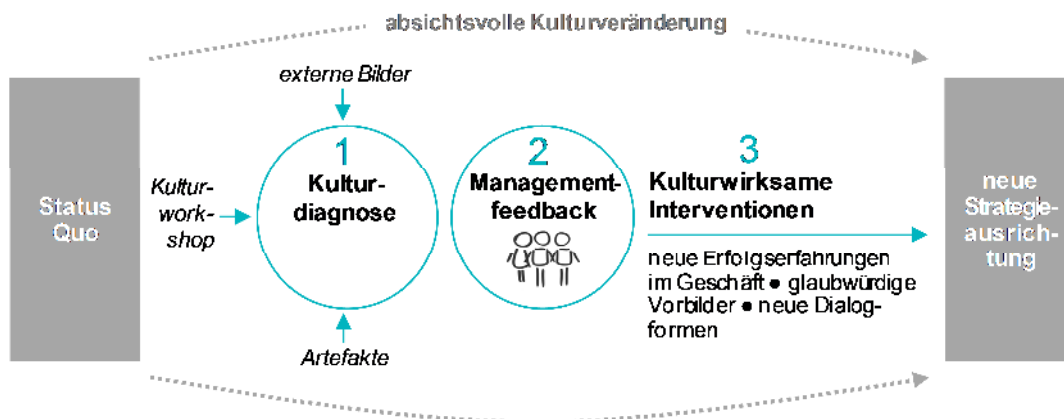 absichtsvolle Kulturveränderung
externe Bilder
Status
Quo
Kultur-
work-
shop
1
Kultur-
diagnose
Artefakte
2
Management-
feedback
3
Kulturwirksame
Interventionen
neue Erfolgserfahrungen
im Geschäft ● glaubwürdige
Vorbilder ● neue Dialog-
formen
neue
Strategie-
ausrich-
tung